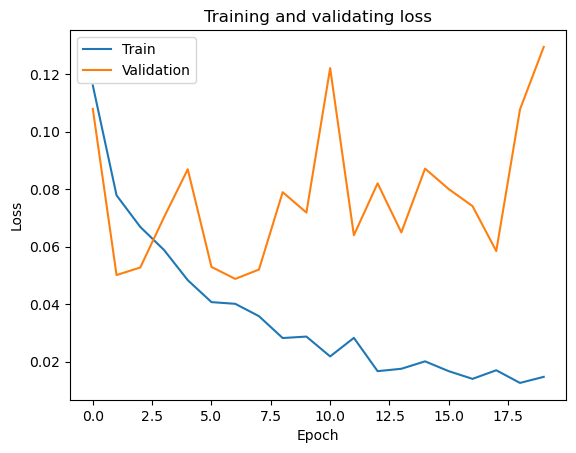 Training and validating loss
Train
Validation
0.12
0.10
0.08
0.06
0.04
0.02
Loss
0.0 2.5 5.0 7.5 10.0 12.5 15.0 17.5
Epoch